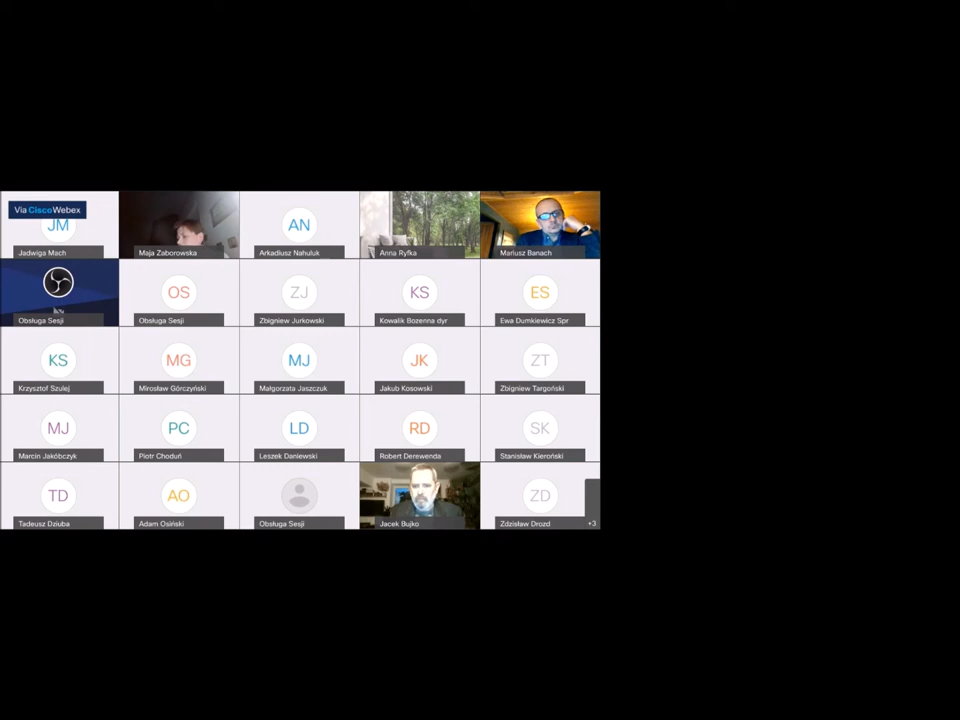 Via Cisco Webex
JM
AN
Jadwiga Mach
Maja Zaborowska
Arkadiusz Nahuluk
Anna Ryfka
Mariusz Banach
OS
ZJ
KS
ES
Obsługa Sesji
Obsługa Sesji
Zbigniew Jurkowski
Kowalik Bozenna dyr
Ewa Dumkiewicz Spr
KS
MG
MJ
JK
ZT
Krzysztof Szulej
Mirosław Górczyński
Małgorzata Jaszczuk
Jakub Kosowski
Zbigniew Targoński
MJ
PC
LD
RD
SK
Marcin Jakóbczyk
Piotr Choduń
Leszek Daniewski
Robert Derewenda
Stanisław Kieroński
TD
AO
ZD
Tadeusz Dziuba
Adam Osiński
Obsługa Sesji
Jacek Bujko
Zdzisław Drozd
+3